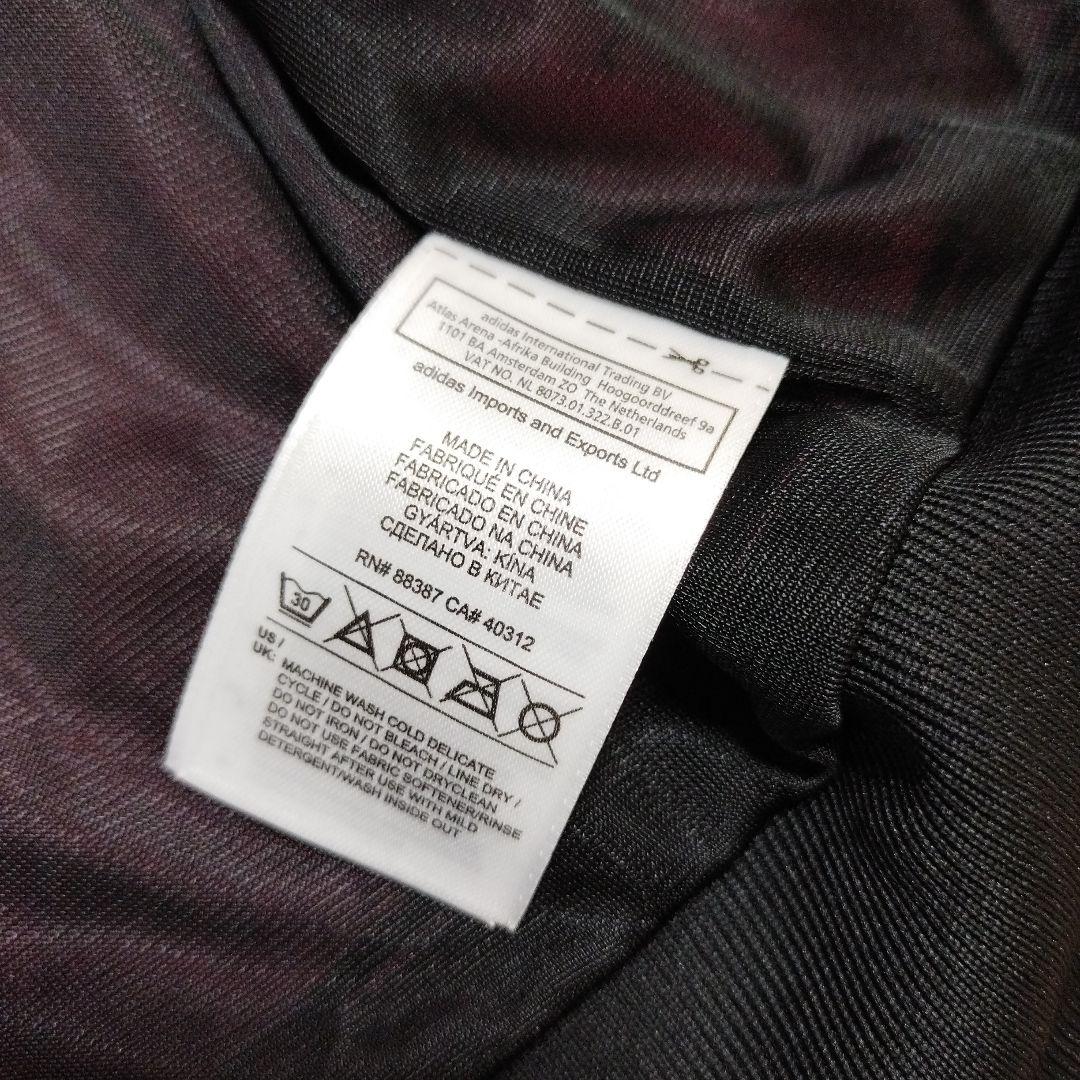 adidas International Trading BV
Atlas Arena -Afrika Building Hoogoorddreef 9a
1101 BA Amsterdam ZO The Netherlands
VAT NO. NL 8073.01.322.B.01
adidas Imports and Exports Ltd
MADE IN CHINA
FABRIQUÉ EN CHINE
FABRICADO EN CHINA
FABRICADO NA CHINA
GYÁRTVA: KÍNA
СДЕЛАНО В КИТАЕ
RN# 88387 CA# 40312
30
US /
UK: MACHINE WASH COLD DELICATE
CYCLE / DO NOT BLEACH / LINE DRY /
DO NOT IRON / DO NOT DRYCLEAN
DO NOT USE FABRIC SOFTENER/RINSE
STRAIGHT AFTER USE WITH MILD
DETERGENT/WASH INSIDE OUT